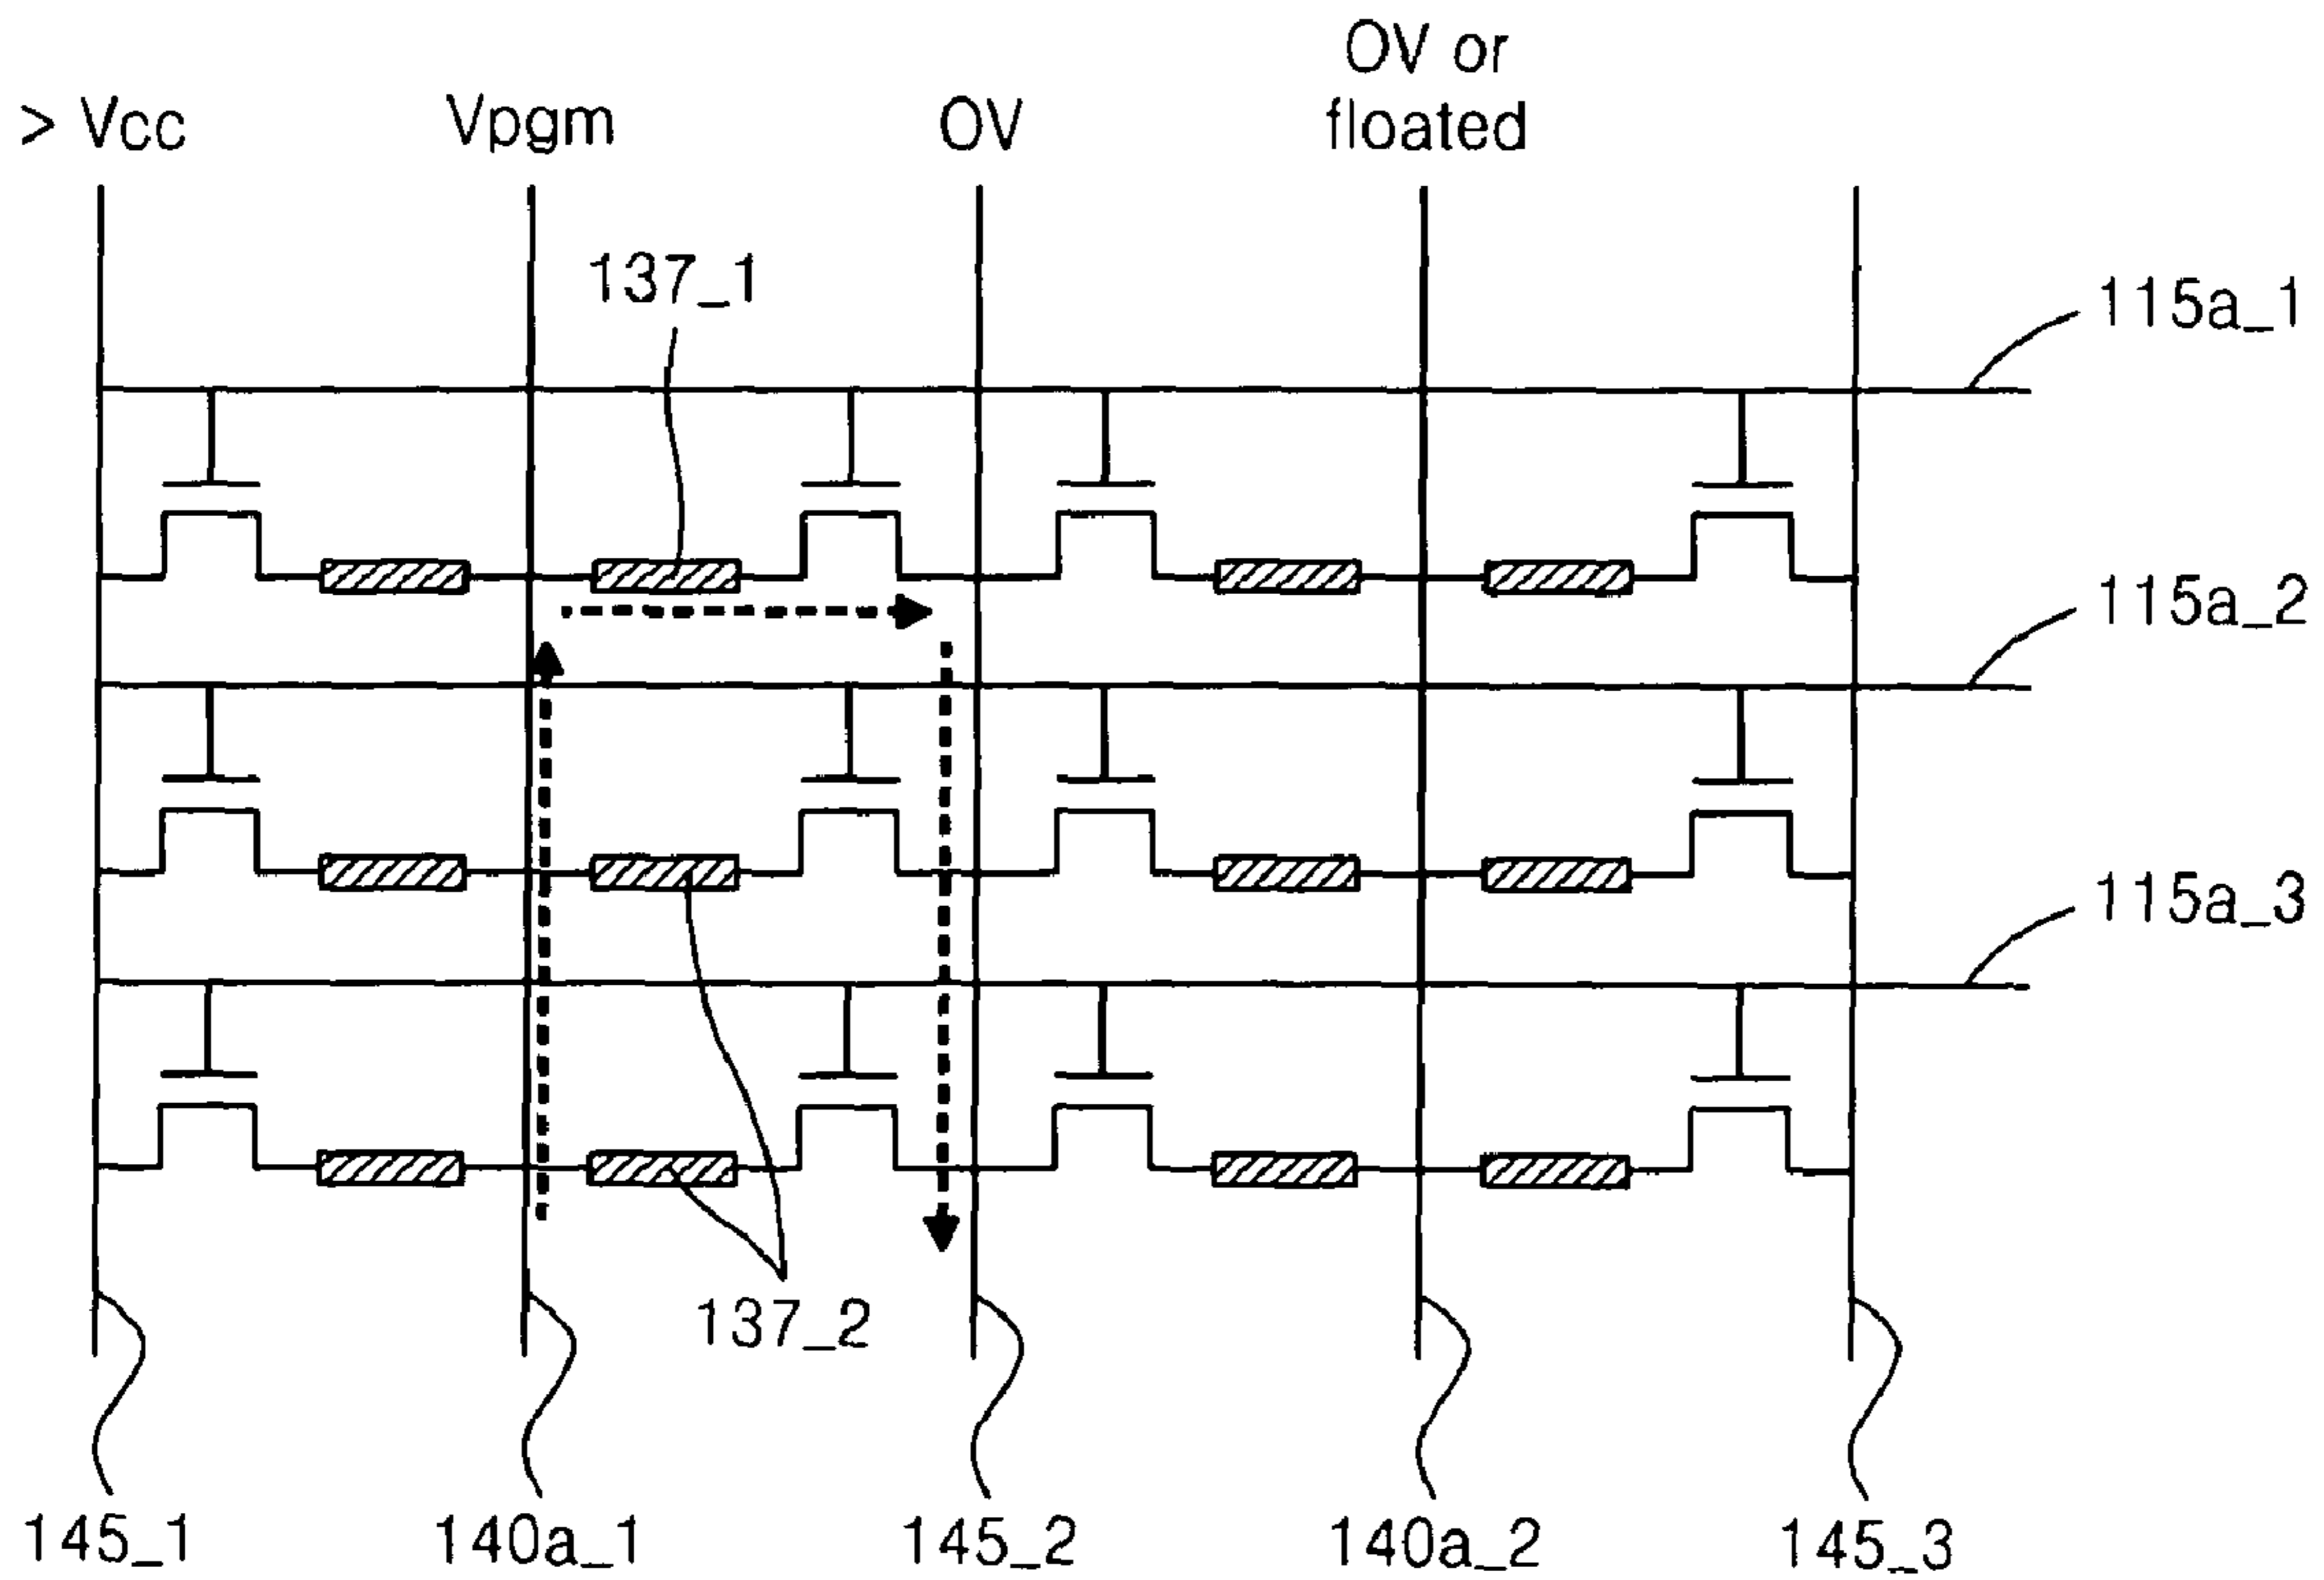 OV or
> Vcc Vpgm OV floated
137_1
115a_1
115a_2
115a_3
137_2
145_1 140a_1 145_2 140a_2 145_3